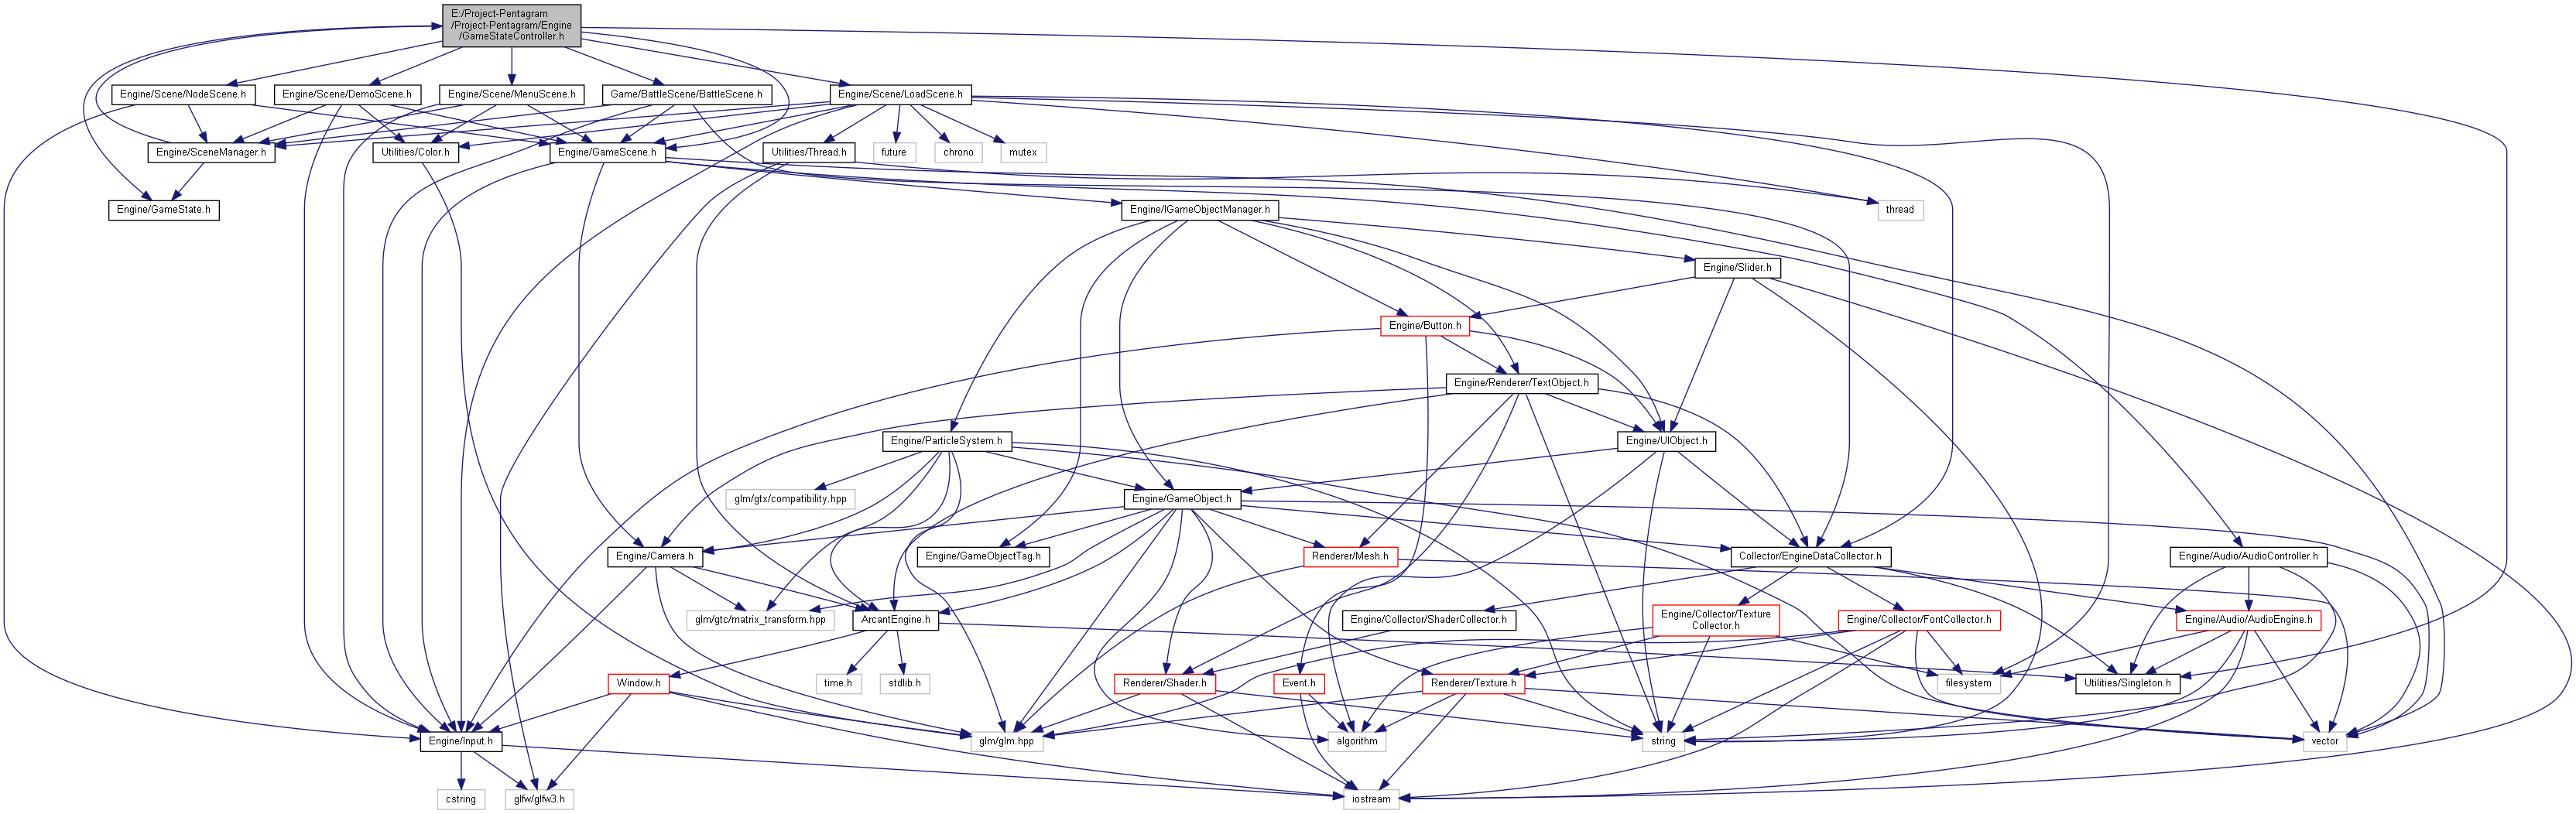 E:/Project-Pentagram
/Project-Pentagram/Engine
/GameStateController.h
Engine/Scene/NodeScene.h
Engine/Scene/DemoScene.h
Engine/Scene/MenuScene.h
Game/BattleScene/BattleScene.h
Engine/Scene/LoadScene.h
Engine/SceneManager.h
Utilities/Color.h
Engine/GameScene.h
Utilities/Thread.h
future
chrono
mutex
Engine/GameState.h
Engine/IGameObjectManager.h
thread
Engine/Slider.h
Engine/Button.h
Engine/Renderer/TextObject.h
Engine/ParticleSystem.h
Engine/UIObject.h
glm/gtx/compatibility.hpp
Engine/GameObject.h
Engine/Camera.h
Engine/GameObjectTag.h
Renderer/Mesh.h
Collector/EngineDataCollector.h
Engine/Audio/AudioController.h
glm/gtc/matrix_transform.hpp
ArcantEngine.h
Engine/Collector/ShaderCollector.h
Engine/Collector/Texture
Collector.h
Engine/Collector/FontCollector.h
Engine/Audio/AudioEngine.h
Window.h
time.h
stdlib.h
Renderer/Shader.h
Event.h
Renderer/Texture.h
filesystem
Utilities/Singleton.h
Engine/Input.h
glm/glm.hpp
algorithm
string
vector
cstring
glfw/glfw3.h
iostream